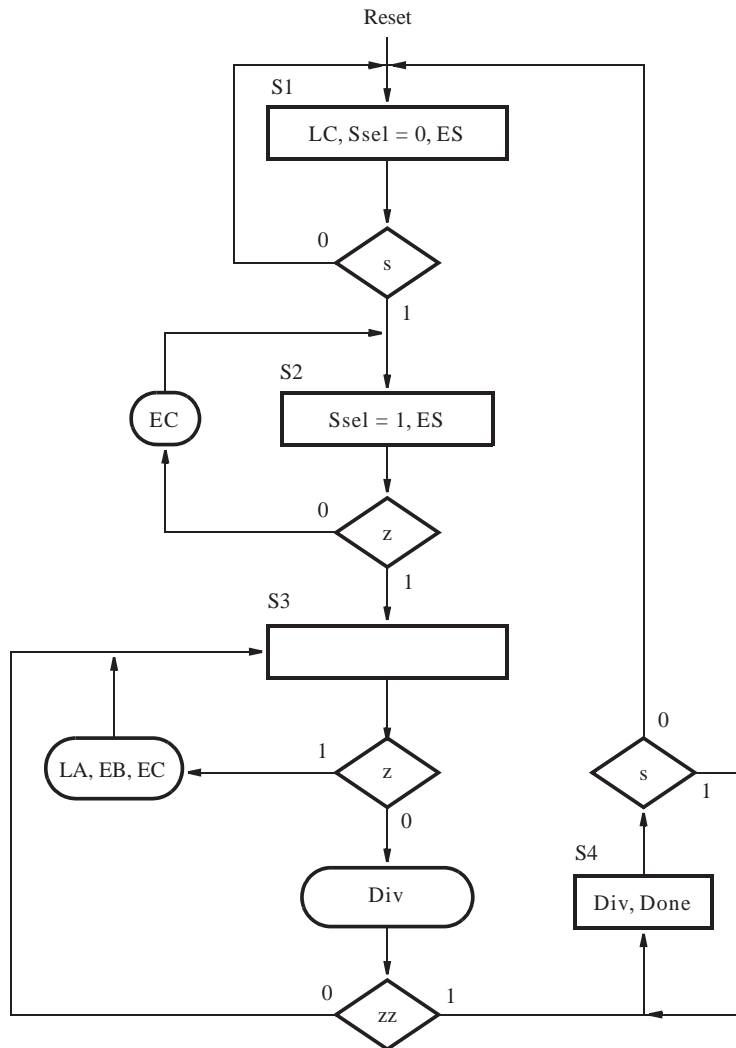 Reset
S1
LC, Ssel = 0, ES
0
s
1
S2
EC
Ssel = 1, ES
0
z
1
S3
LA, EB, EC
1
z
0
0
s
1
S4
Div
Div, Done
0
zz
1